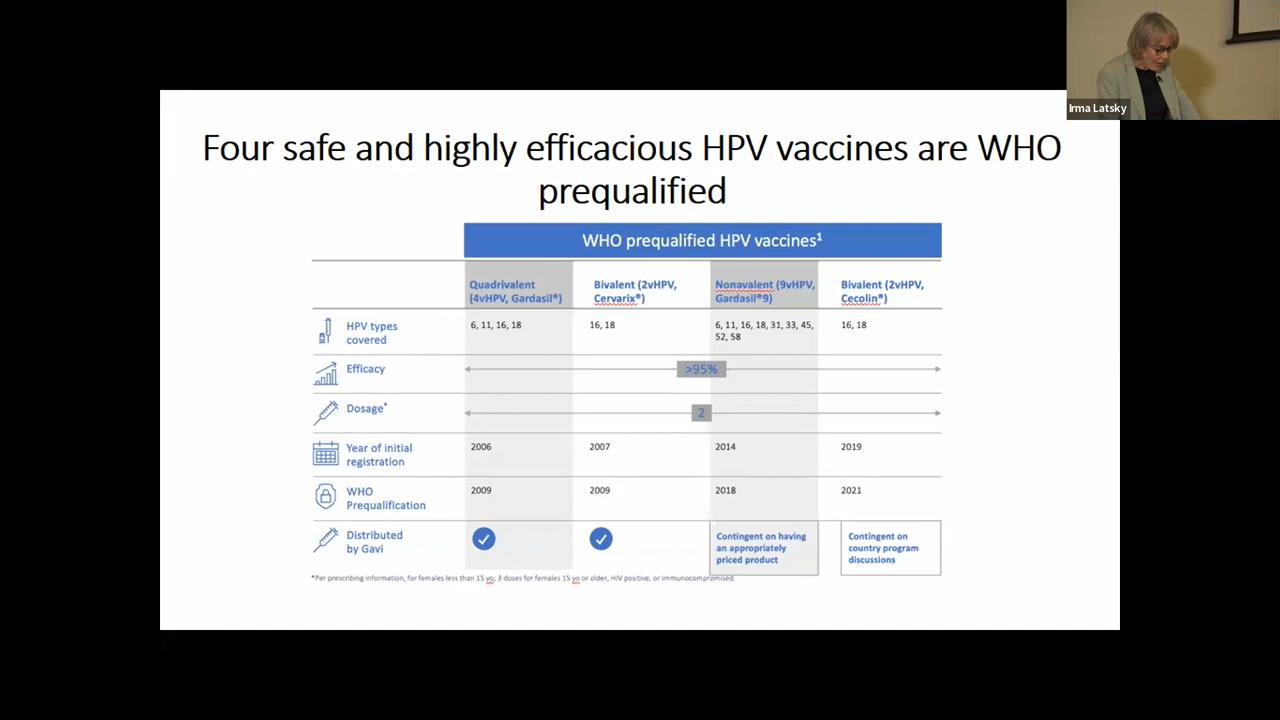 Irma Latsky
Four safe and highly efficacious HPV vaccines are WHO
prequalified
WHO prequalified HPV vaccines¹
Quadrivalent
(4vHPV, Gardasil®)
Bivalent (2vHPV,
Cervarix®)
Nonavalent (9vHPV,
Gardasil®9)
Bivalent (2vHPV,
Cecolin®)
HPV types
covered
6, 11, 16, 18
16, 18
6, 11, 16, 18, 31, 33, 45,
52, 58
16, 18
Efficacy
>95%
Dosage*
2
Year of initial
registration
2006
2007
2014
2019
WHO
Prequalification
2009
2009
2018
2021
Distributed
by Gavi
Contingent on having
an appropriately
priced product
Contingent on
country program
discussions
*Per prescribing information, for females less than 15 yo; 3 doses for females 15 yo or older, HIV positive, or immunocompromised.